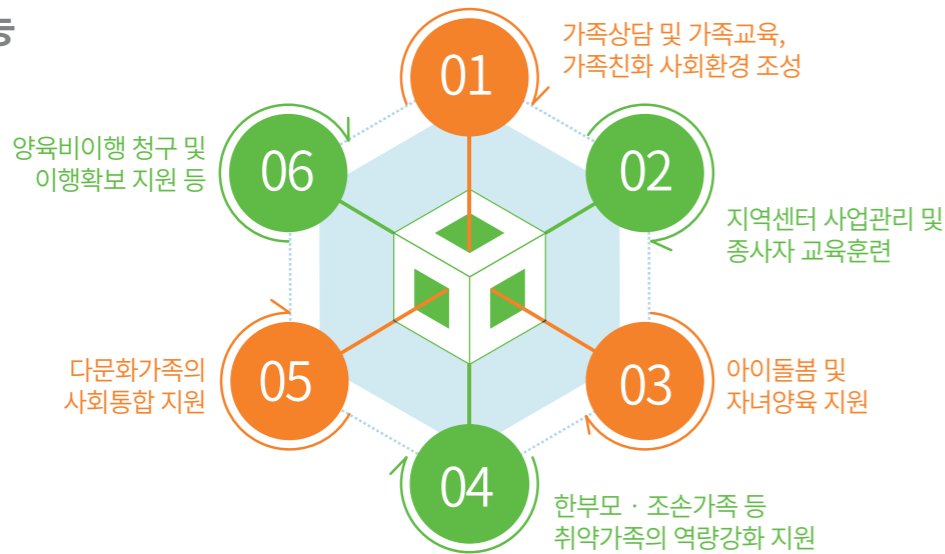 능
01
가족상담 및 가족교육,
가족친화 사회환경 조성
02
지역센터 사업관리 및
종사자 교육훈련
03
아이돌봄 및
자녀양육 지원
04
한부모 · 조손가족 등
취약가족의 역량강화 지원
05
다문화가족의
사회통합 지원
06
양육비이행 청구 및
이행확보 지원 등